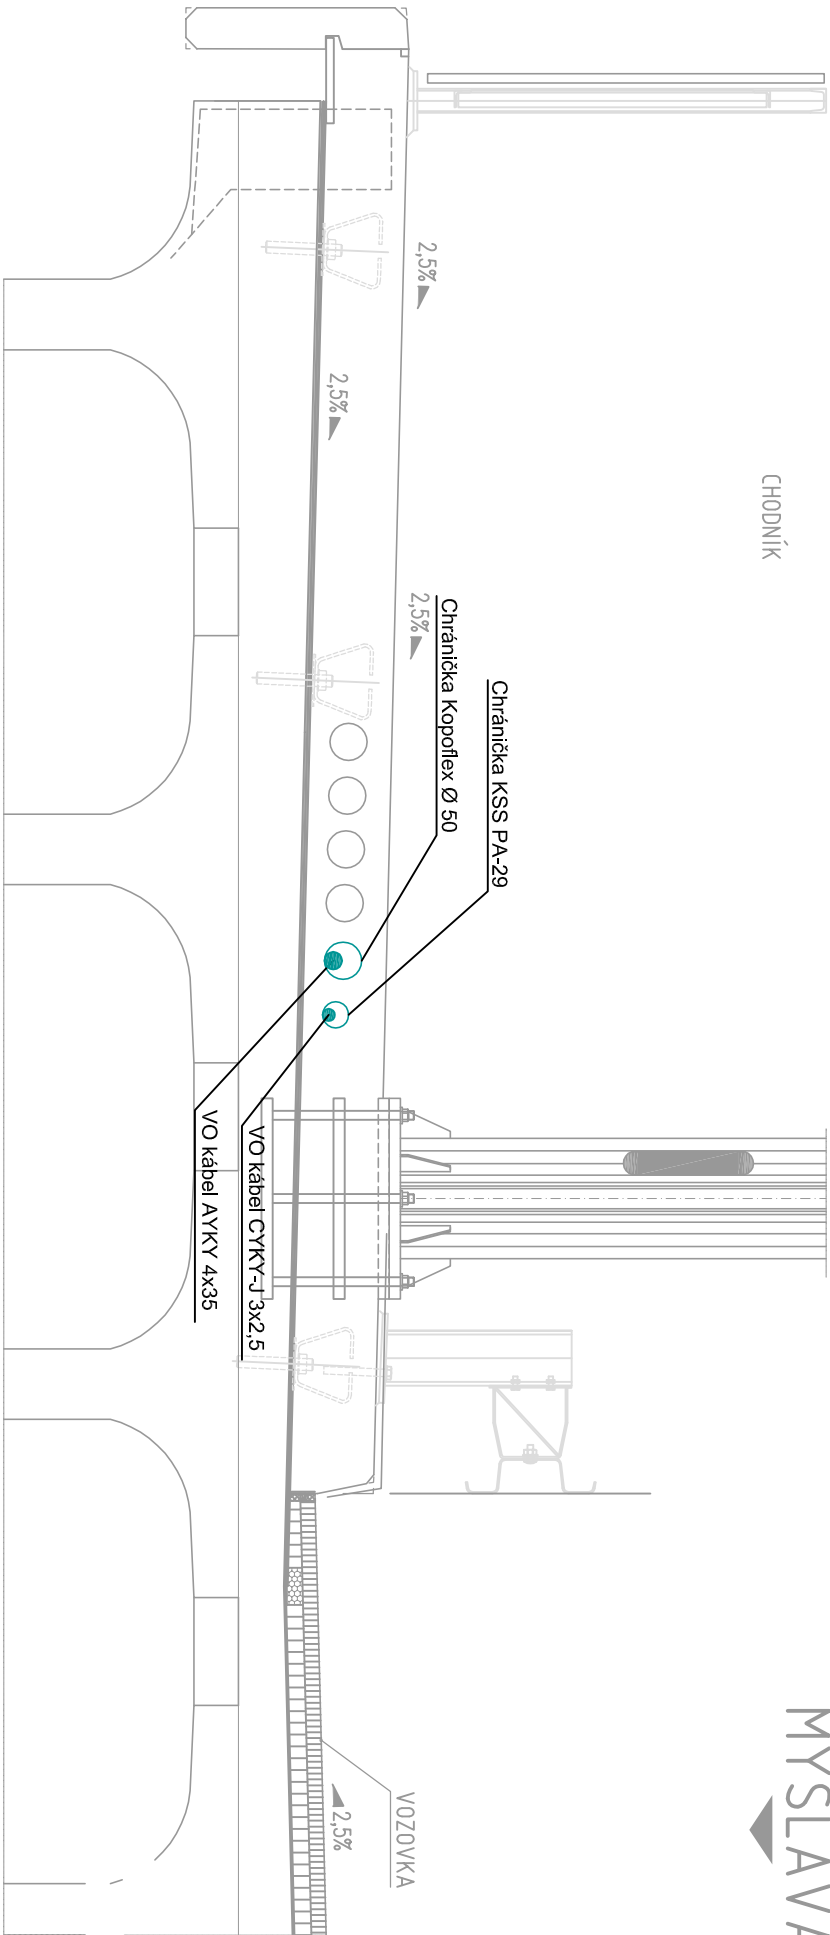 2,5%
2,5%
CHODNÍK
2,5%
Chránička Kopoflex Ø 50
Chránička KSS PA-29
VO kábel AYKY 4x35
VO kábel CYKY-J 3x2,5
VOZOVKA
2,5%
MYSLAVA